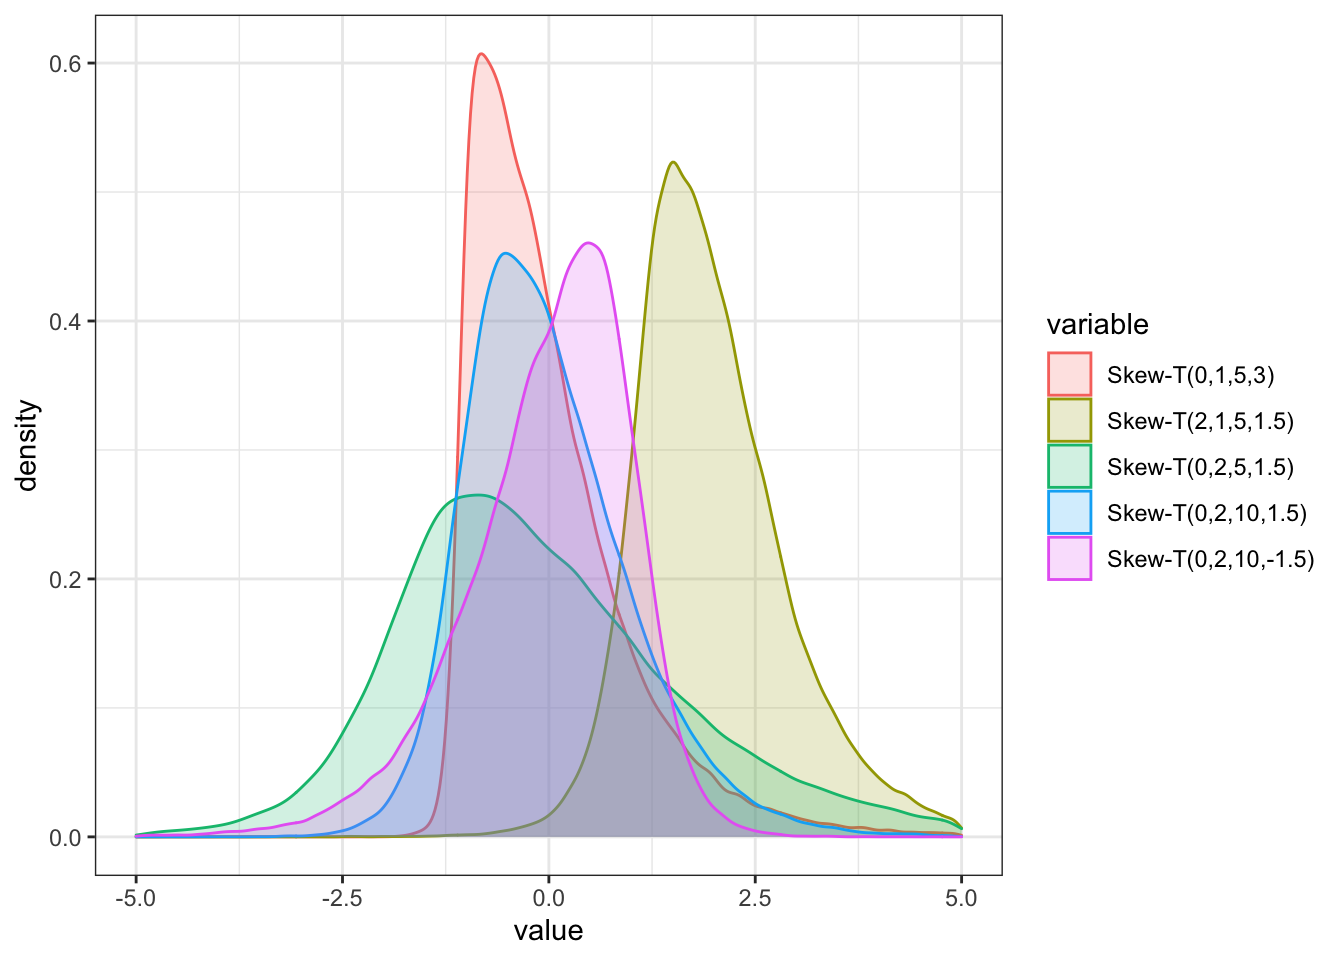 0.6
0.4
0.2
0.0
density
-5.0
-2.5
0.0
2.5
5.0
value
variable
Skew-T(0,1,5,3)
Skew-T(2,1,5,1.5)
Skew-T(0,2,5,1.5)
Skew-T(0,2,10,1.5)
Skew-T(0,2,10,-1.5)